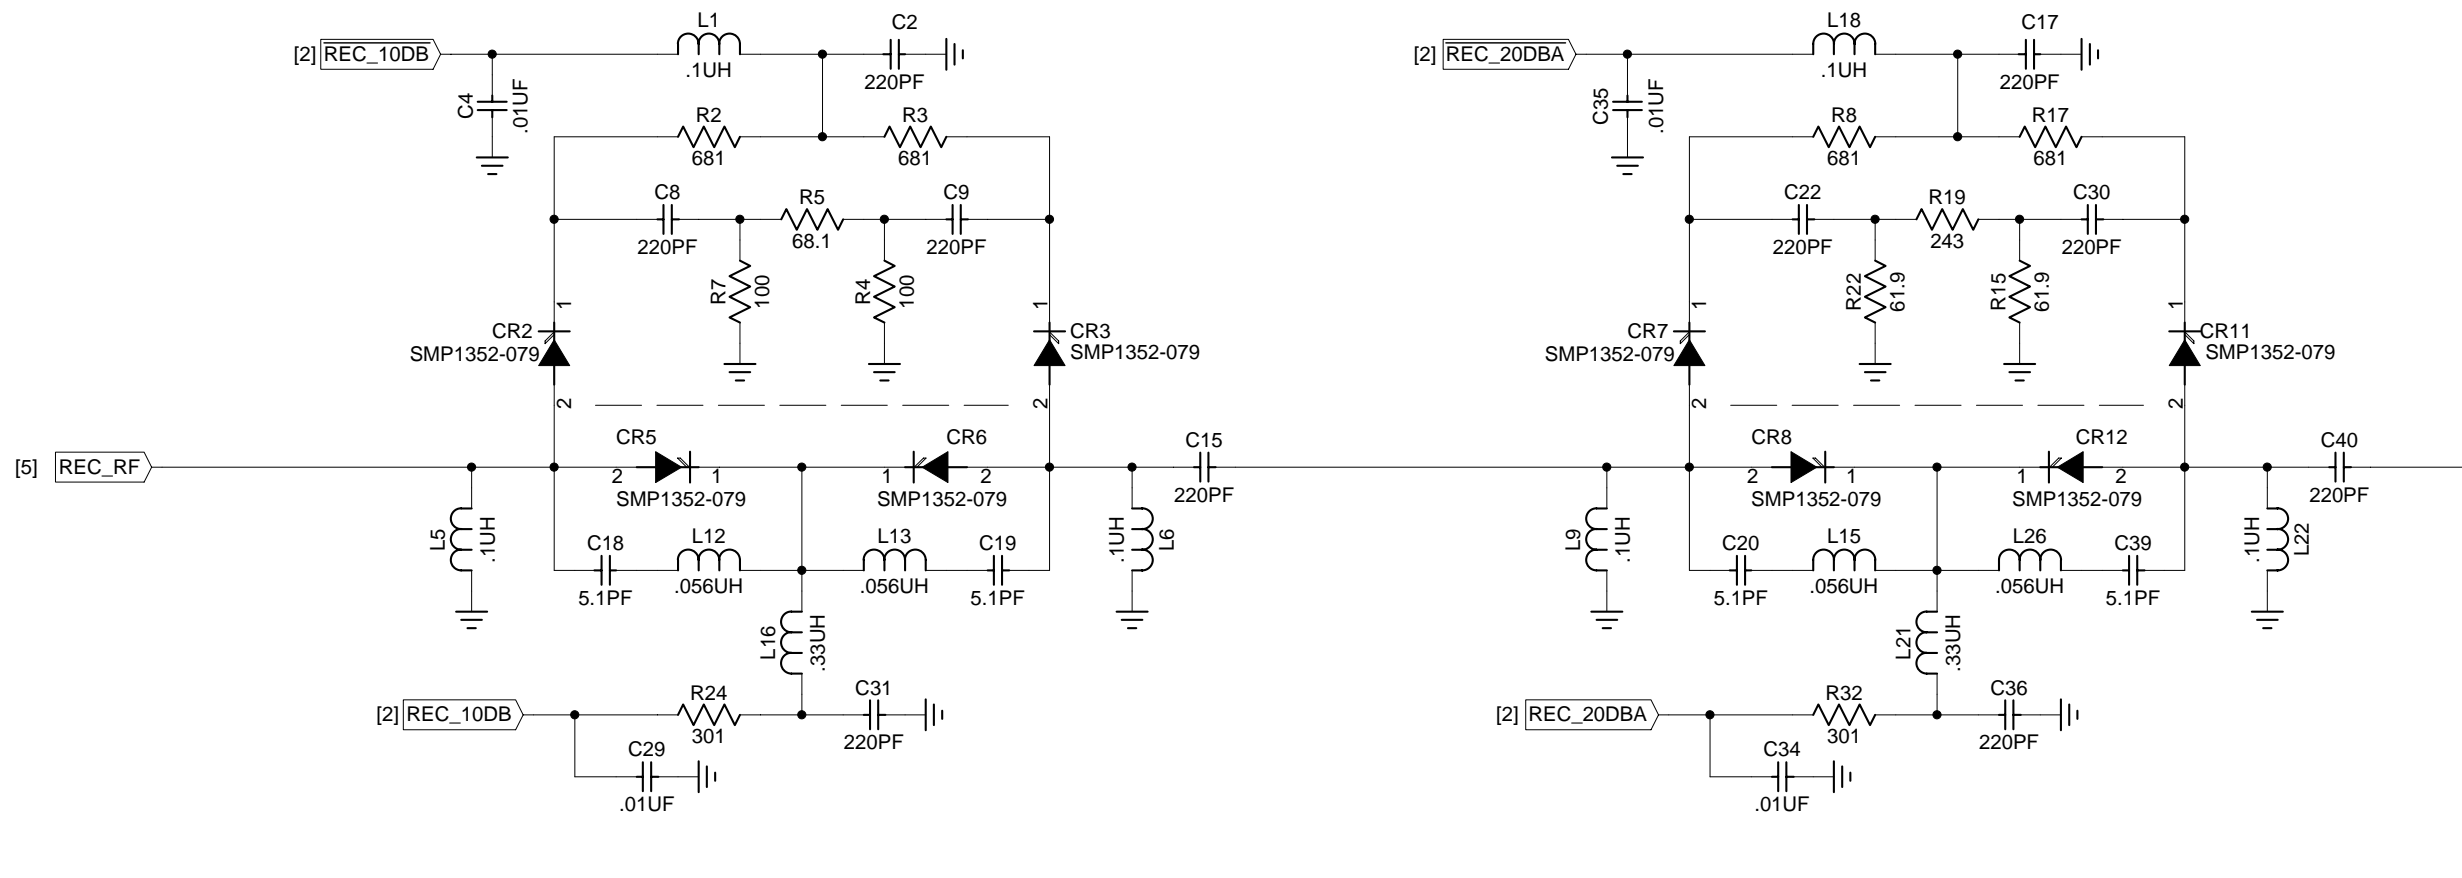 L1
C2
[2] REC_10DB
.1UH
220PF
C4
.01UF
R2
R3
681
681
C8
R5
C9
220PF
68.1
220PF
R7
100
R4
100
1
1
CR2
SMP1352-079
CR3
SMP1352-079
2
2
CR5
CR6
C15
[5] REC_RF
2
1
1
2
SMP1352-079
SMP1352-079
220PF
L5
.1UH
C18
L12
L13
C19
.1UH
L6
5.1PF
.056UH
.056UH
5.1PF
L16
.33UH
R24
C31
[2] REC_10DB
301
220PF
C29
.01UF
L18
C17
[2] REC_20DBA
.1UH
220PF
C35
.01UF
R8
R17
681
681
C22
R19
C30
220PF
243
220PF
R22
61.9
R15
61.9
1
1
CR7
SMP1352-079
CR11
SMP1352-079
2
2
CR8
CR12
C40
2
1
1
2
SMP1352-079
SMP1352-079
220PF
L9
.1UH
C20
L15
L26
C39
.1UH
L22
5.1PF
.056UH
.056UH
5.1PF
L21
.33UH
R32
C36
[2] REC_20DBA
301
220PF
C34
.01UF